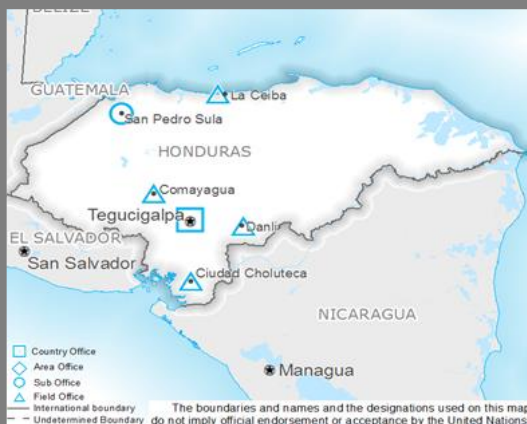 BELIZE
GUATEMALA
La Ceiba
San Pedro Sula
HONDURAS
Comayagua
Tegucigalpa
Danlí
EL SALVADOR
San Salvador
Ciudad Choluteca
NICARAGUA
Managua
Country Office
Area Office
Sub Office
Field Office
International boundary
Undetermined Boundary
The boundaries and names and the designations used on this map
do not imply official endorsement or acceptance by the United Nations